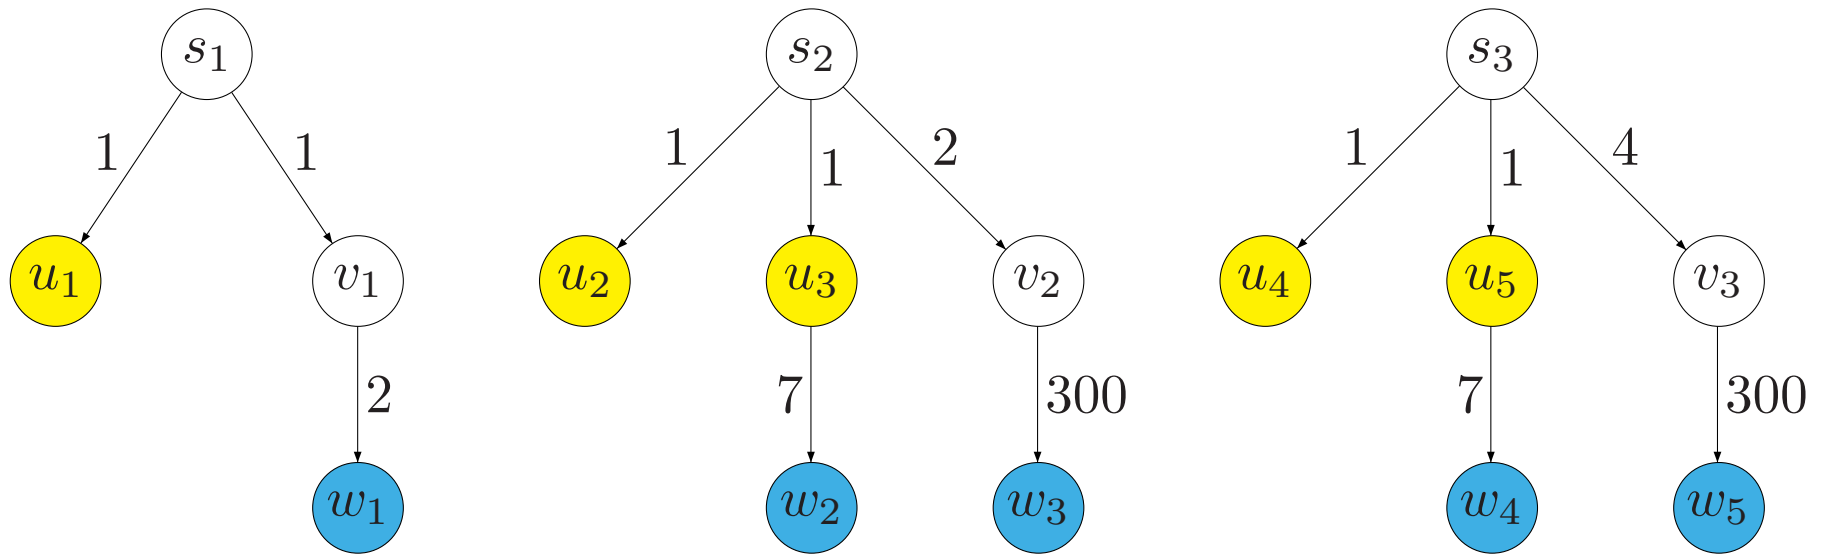 s₁ s₂ s₃
1 1 1 1 2 1 1 4
u₁ v₁ u₂ u₃ v₂ u₄ u₅ v₃
2 7 300 7 300
w₁ w₂ w₃ w₄ w₅